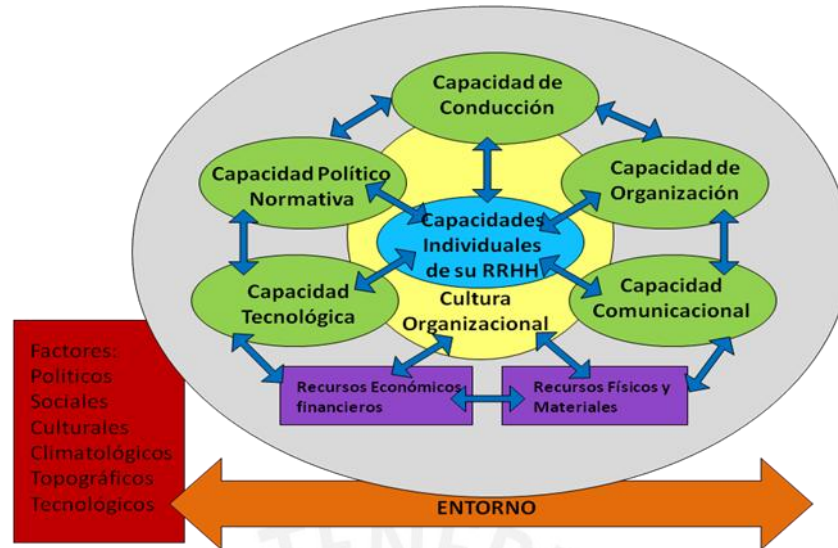 Capacidad de
Conducción
Capacidad Político
Normativa
Capacidad de
Organización
Capacidades
Individuales
de su RRHH
Capacidad
Tecnológica
Cultura
Organizacional
Capacidad
Comunicacional
Recursos Económicos
financieros
Recursos Físicos y
Materiales
Factores:
Politicos
Sociales
Culturales
Climatológicos
Topográficos
Tecnologicos
ENTORNO